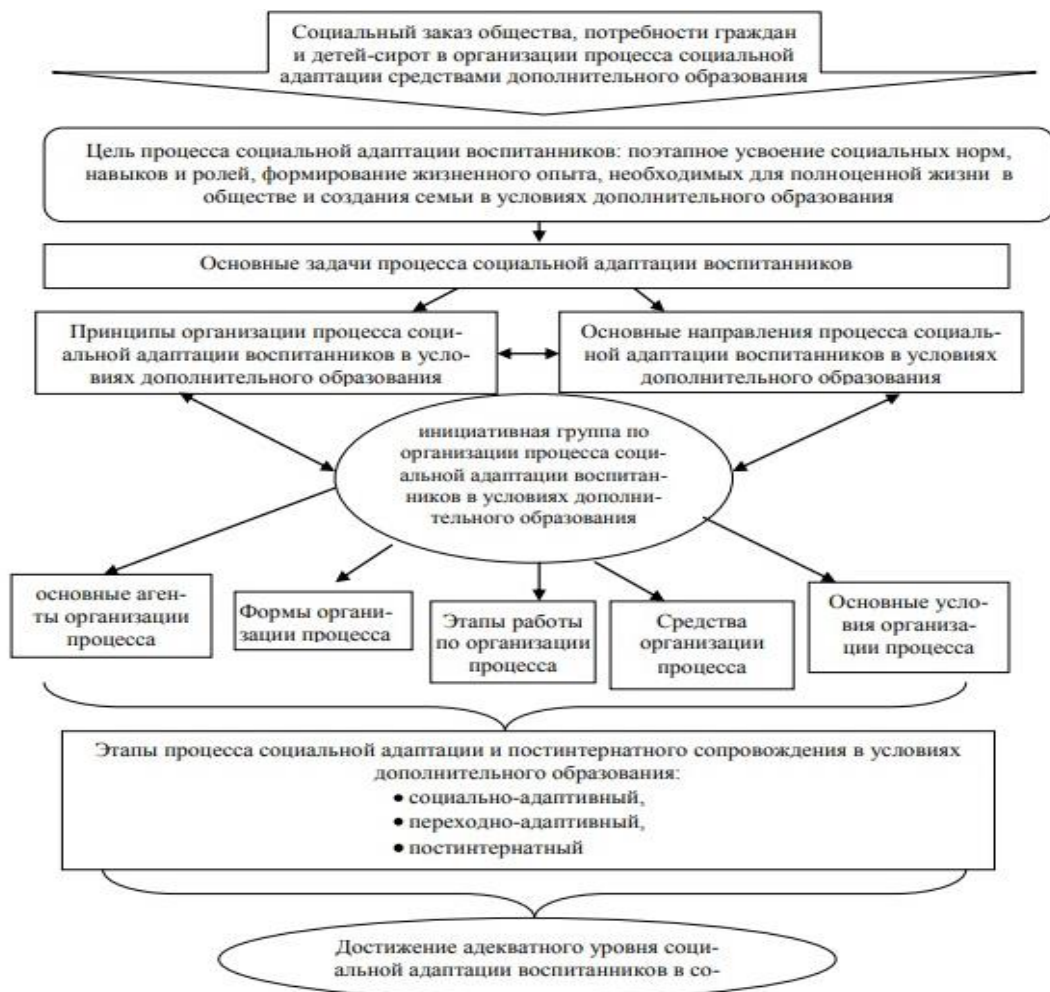 Социальный заказ общества, потребности граждан
и детей-сирот в организации процесса социальной
адаптации средствами дополнительного образования
Цель процесса социальной адаптации воспитанников: поэтапное усвоение социальных норм,
навыков и ролей, формирование жизненного опыта, необходимых для полноценной жизни в
обществе и создания семьи в условиях дополнительного образования
Основные задачи процесса социальной адаптации воспитанников
Принципы организации процесса соци-
альной адаптации воспитанников в усло-
виях дополнительного образования
Основные направления процесса социаль-
ной адаптации воспитанников в условиях
дополнительного образования
инициативная группа по
организации процесса соци-
альной адаптации воспитан-
ников в условиях дополни-
тельного образования
основные аген-
ты организации
процесса
Формы органи-
зации процесса
Этапы работы
по организации
процесса
Средства
организации
процесса
Основные усло-
вия организа-
ции процесса
Этапы процесса социальной адаптации и постинтернатного сопровождения в условиях
дополнительного образования:
• социально-адаптивный,
• переходно-адаптивный,
• постинтернатный
Достижение адекватного уровня соци-
альной адаптации воспитанников в со-